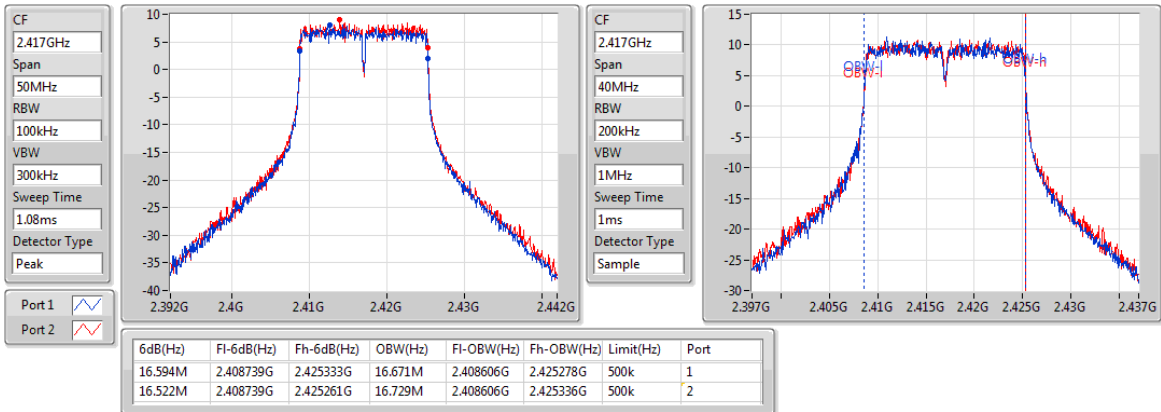 CF
2.417GHz
Span
50MHz
RBW
100kHz
VBW
300kHz
Sweep Time
1.08ms
Detector Type
Peak
Port 1
Port 2
10
5
0
-5
-10
-15
-20
-25
-30
-35
-40
2.392G 2.4G 2.41G 2.42G 2.43G 2.442G
CF
2.417GHz
Span
40MHz
RBW
200kHz
VBW
1MHz
Sweep Time
1ms
Detector Type
Sample
15
10
5
0
-5
-10
-15
-20
-25
-30
OBW-l
OBW-l
OBW-h
OBW-h
2.397G 2.405G 2.41G 2.415G 2.42G 2.425G 2.43G 2.437G
6dB(Hz) Fl-6dB(Hz) Fh-6dB(Hz) OBW(Hz) Fl-OBW(Hz) Fh-OBW(Hz) Limit(Hz) Port
16.594M 2.408739G 2.425333G 16.671M 2.408606G 2.425278G 500k 1
16.522M 2.408739G 2.425261G 16.729M 2.408606G 2.425336G 500k 2